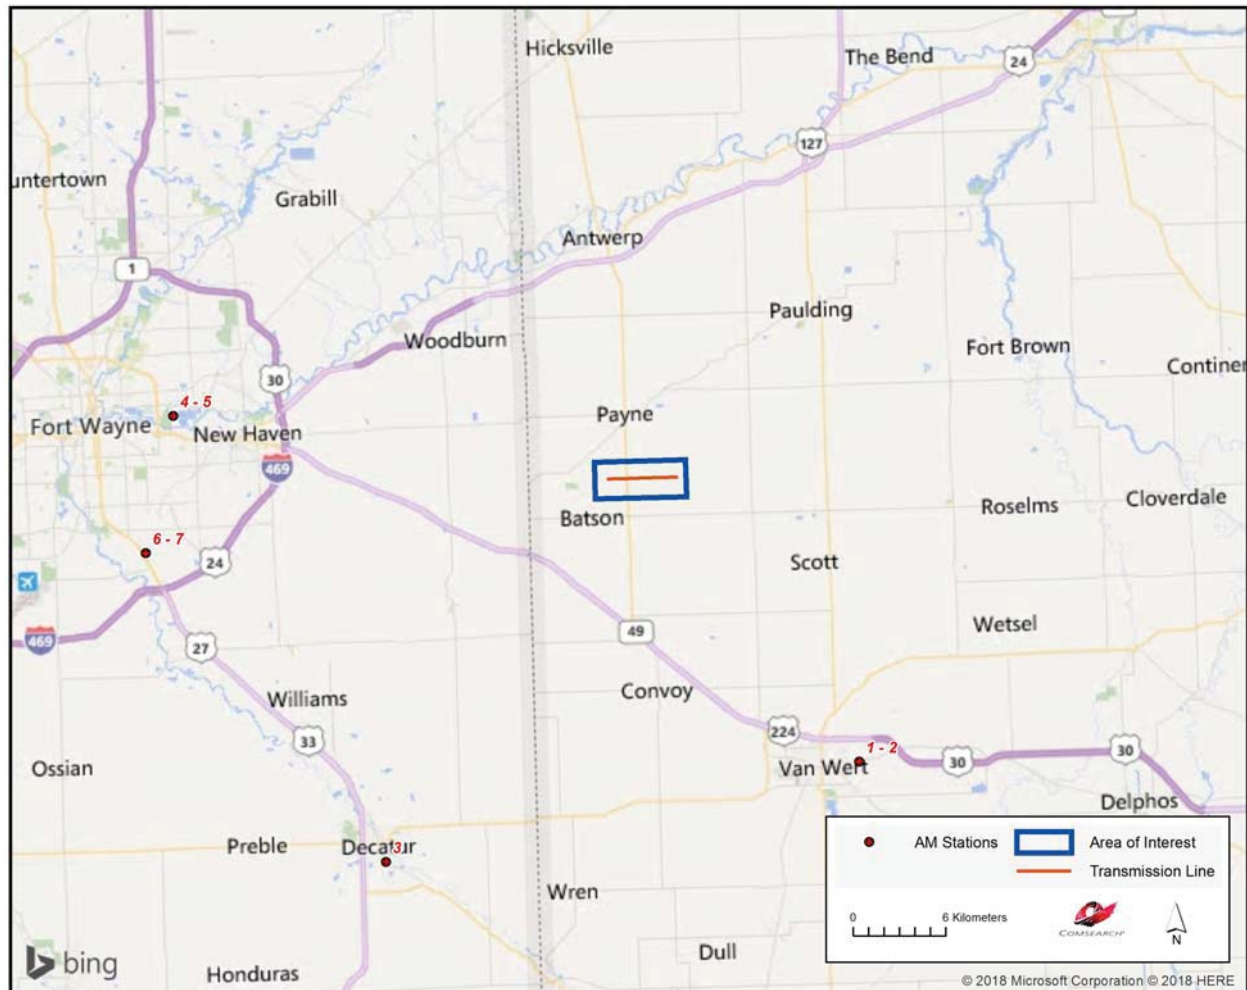 Hicksville
The Bend
24
127
untertown
Grabill
Antwerp
1
Paulding
Woodburn
Fort Brown
Continer
30
4 - 5
Payne
Fort Wayne
New Haven
469
Cloverdale
Roselms
Batson
6 - 7
24
Scott
Wetsel
469
27
49
Convoy
Williams
33
224
1 - 2
30
30
Ossian
Van Wert
Delphos
Preble
Decatur
3
Wren
Dull
Honduras
AM Stations
Area of Interest
Transmission Line
0 6 Kilometers
COMSEARCH
N
bing
© 2018 Microsoft Corporation © 2018 HERE